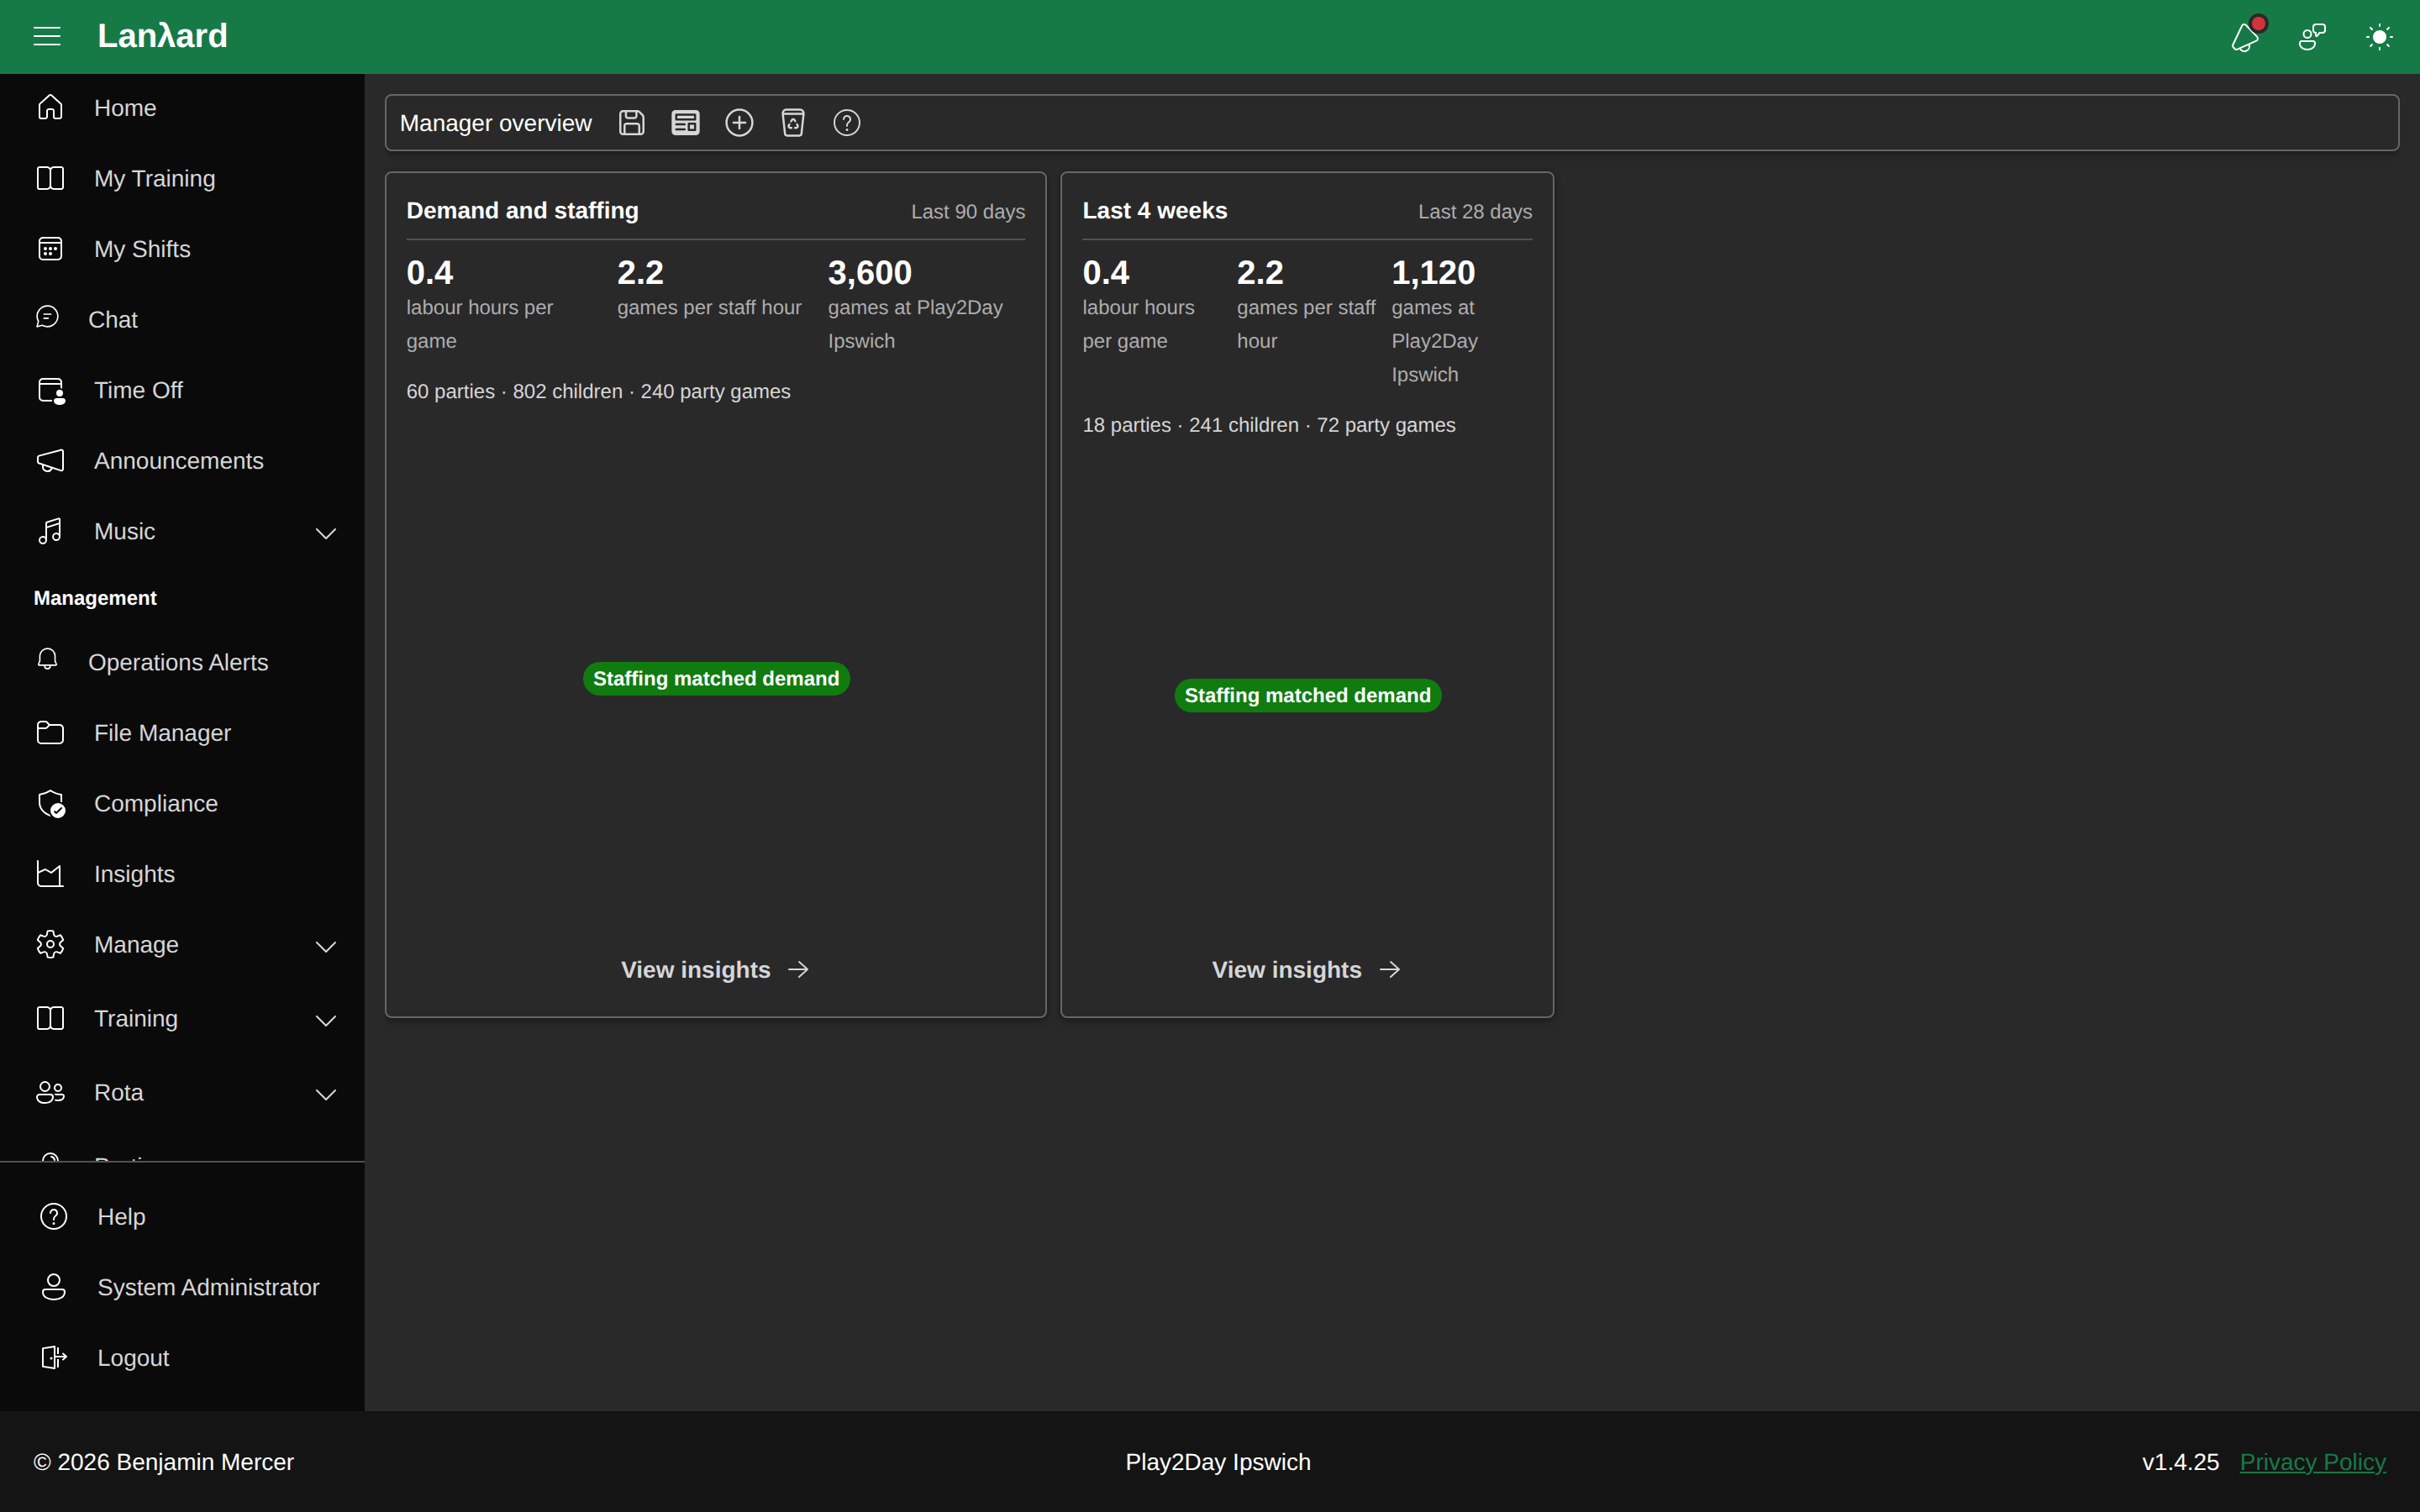 Lanλard
Home
My Training
My Shifts
Chat
Time Off
Announcements
Music
Management
Operations Alerts
File Manager
Compliance
Insights
Manage
Training
Rota
Help
System Administrator
Logout
Manager overview
Demand and staffing
Last 90 days
0.4
labour hours per
game
2.2
games per staff hour
3,600
games at Play2Day
Ipswich
60 parties · 802 children · 240 party games
Staffing matched demand
View insights
Last 4 weeks
Last 28 days
0.4
labour hours
per game
2.2
games per staff
hour
1,120
games at
Play2Day
Ipswich
18 parties · 241 children · 72 party games
Staffing matched demand
View insights
© 2026 Benjamin Mercer
Play2Day Ipswich
v1.4.25 Privacy Policy